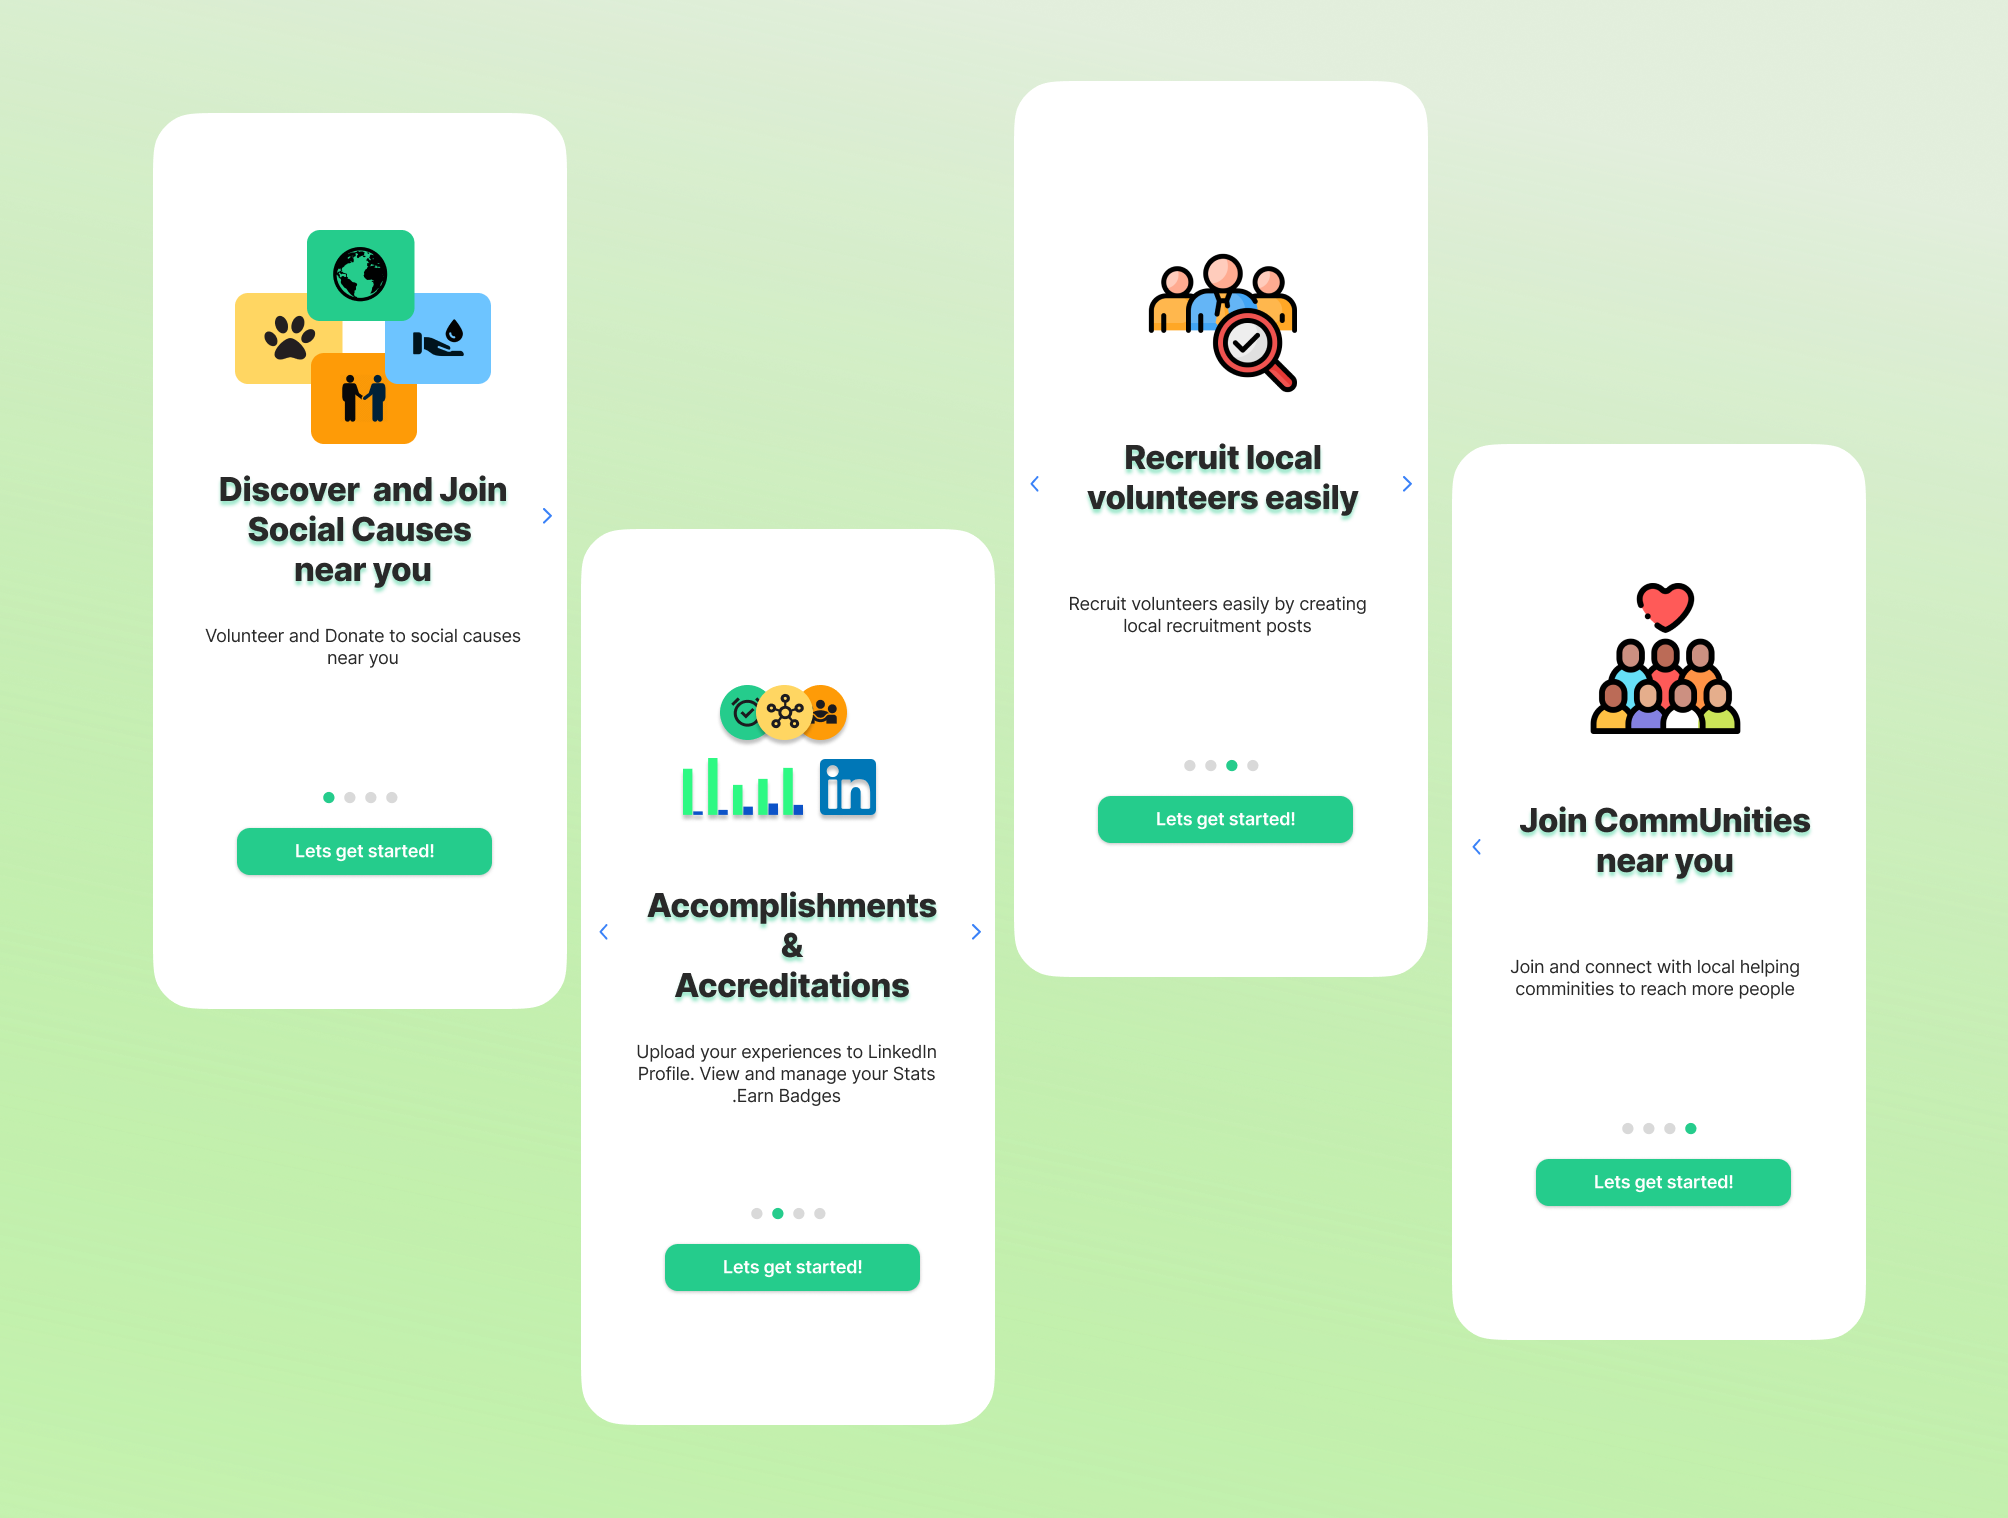 Discover  and Join
Social Causes
near you
Volunteer and Donate to social causes
near you
Lets get started!
in
Accomplishments
&
Accreditations
Upload your experiences to LinkedIn
Profile. View and manage your Stats
.Earn Badges
Lets get started!
Recruit local
volunteers easily
Recruit volunteers easily by creating
local recruitment posts
Lets get started!
Join CommUnities
near you
Join and connect with local helping
comminities to reach more people
Lets get started!